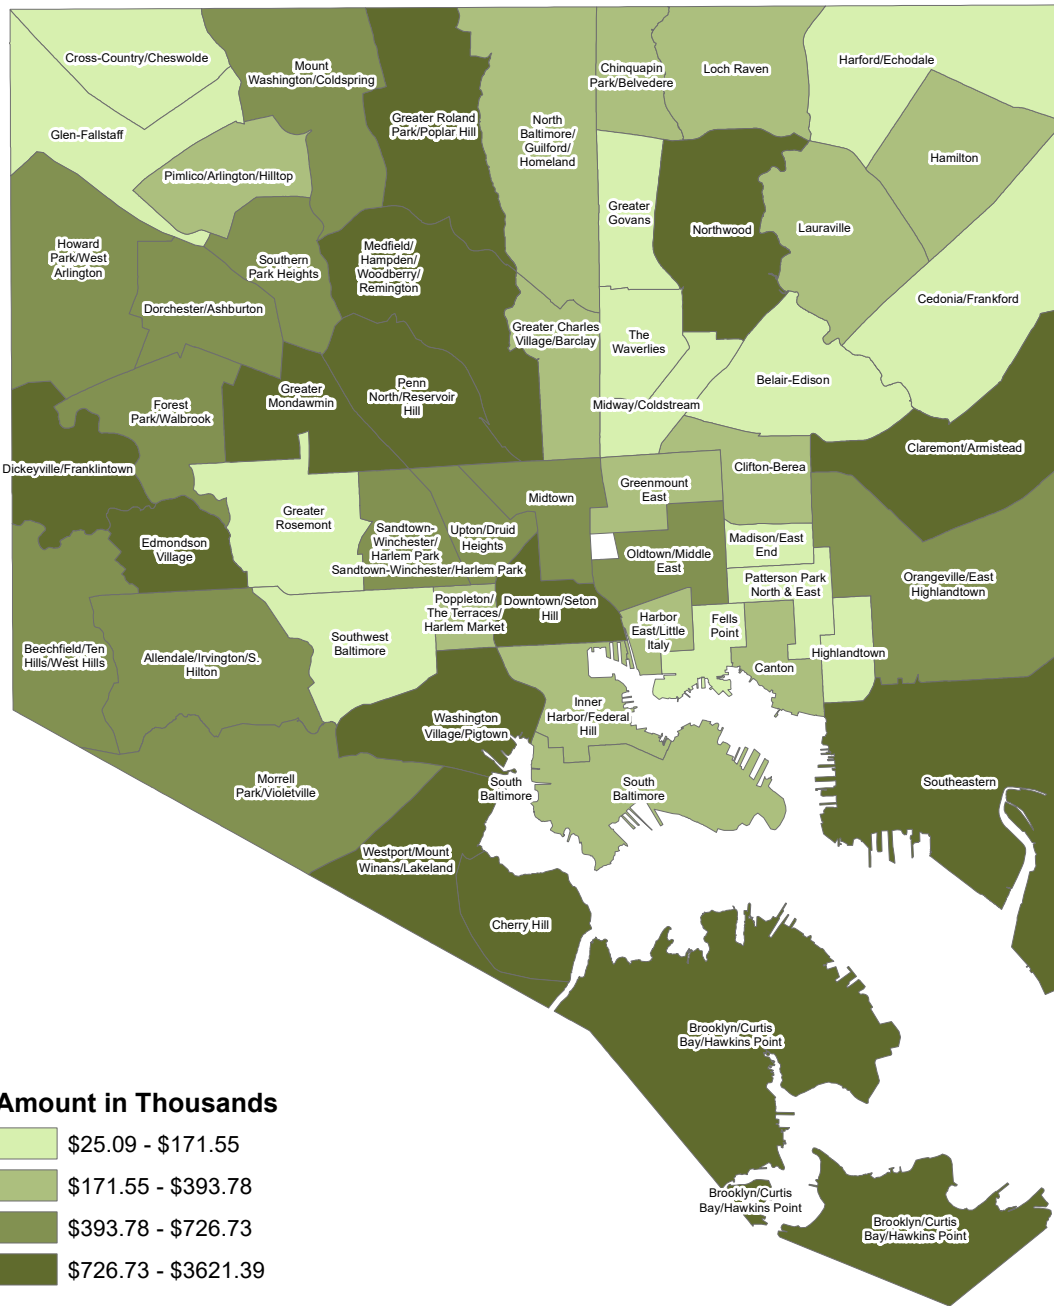 Cross-Country/Cheswolde
Mount
Washington/Coldspring
Greater Roland
Park/Poplar Hill
North
Baltimore/
Guilford/
Homeland
Chinquapin
Park/Belvedere
Loch Raven
Harford/Echodale
Glen-Fallstaff
Pimlico/Arlington/Hilltop
Hamilton
Greater
Govans
Northwood
Lauraville
Howard
Park/West
Arlington
Southern
Park Heights
Medfield/
Hampden/
Woodberry/
Remington
Cedonia/Frankford
Dorchester/Ashburton
Greater Charles
Village/Barclay
The
Waverlies
Belair-Edison
Greater
Mondawmin
Penn
North/Reservoir
Hill
Midway/Coldstream
Forest
Park/Walbrook
Dickeyville/Franklintown
Claremont/Armistead
Clifton-Berea
Greenmount
East
Midtown
Greater
Rosemont
Edmondson
Village
Sandtown-
Winchester/
Harlem Park
Upton/Druid
Heights
Sandtown-Winchester/Harlem Park
Oldtown/Middle
East
Madison/East
End
Patterson Park
North & East
Orangeville/East
Highlandtown
Poppleton/
The Terraces/
Harlem Market
Downtown/Seton
Hill
Harbor
East/Little
Italy
Fells
Point
Canton
Highlandtown
Southwest
Baltimore
Beechfield/Ten
Hills/West Hills
Allendale/Irvington/S.
Hilton
Inner
Harbor/Federal
Hill
Washington
Village/Pigtown
Morrell
Park/Violetville
South
Baltimore
South
Baltimore
Southeastern
Westport/Mount
Winans/Lakeland
Cherry Hill
Brooklyn/Curtis
Bay/Hawkins Point
Brooklyn/Curtis
Bay/Hawkins Point
Brooklyn/Curtis
Bay/Hawkins Point
Amount in Thousands
$25.09 - $171.55
$171.55 - $393.78
$393.78 - $726.73
$726.73 - $3621.39